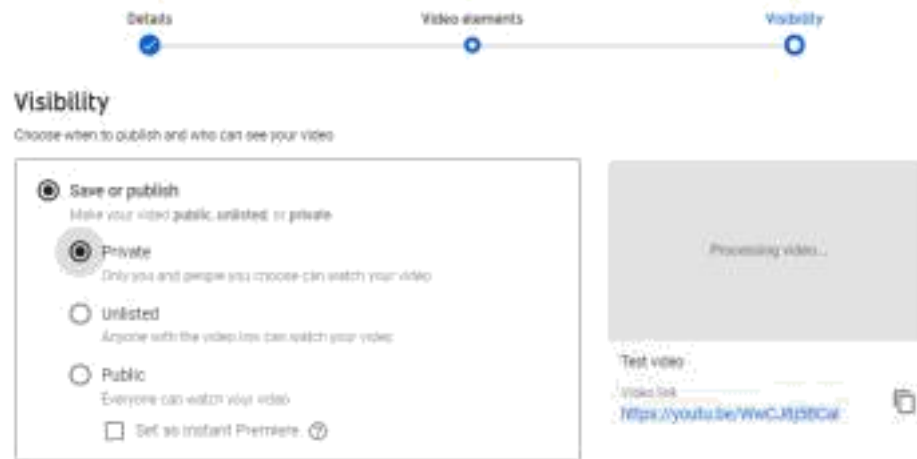 Details
Video elements
Visibility
Visibility
Choose when to publish and who can see your video
Save or publish
Make your video public, unlisted, or private
Private
Only you and people you choose can watch your video
Unlisted
Anyone with the video link can watch your video
Public
Everyone can watch your video
Set as instant Premiere
Processing video...
Test video
Video link